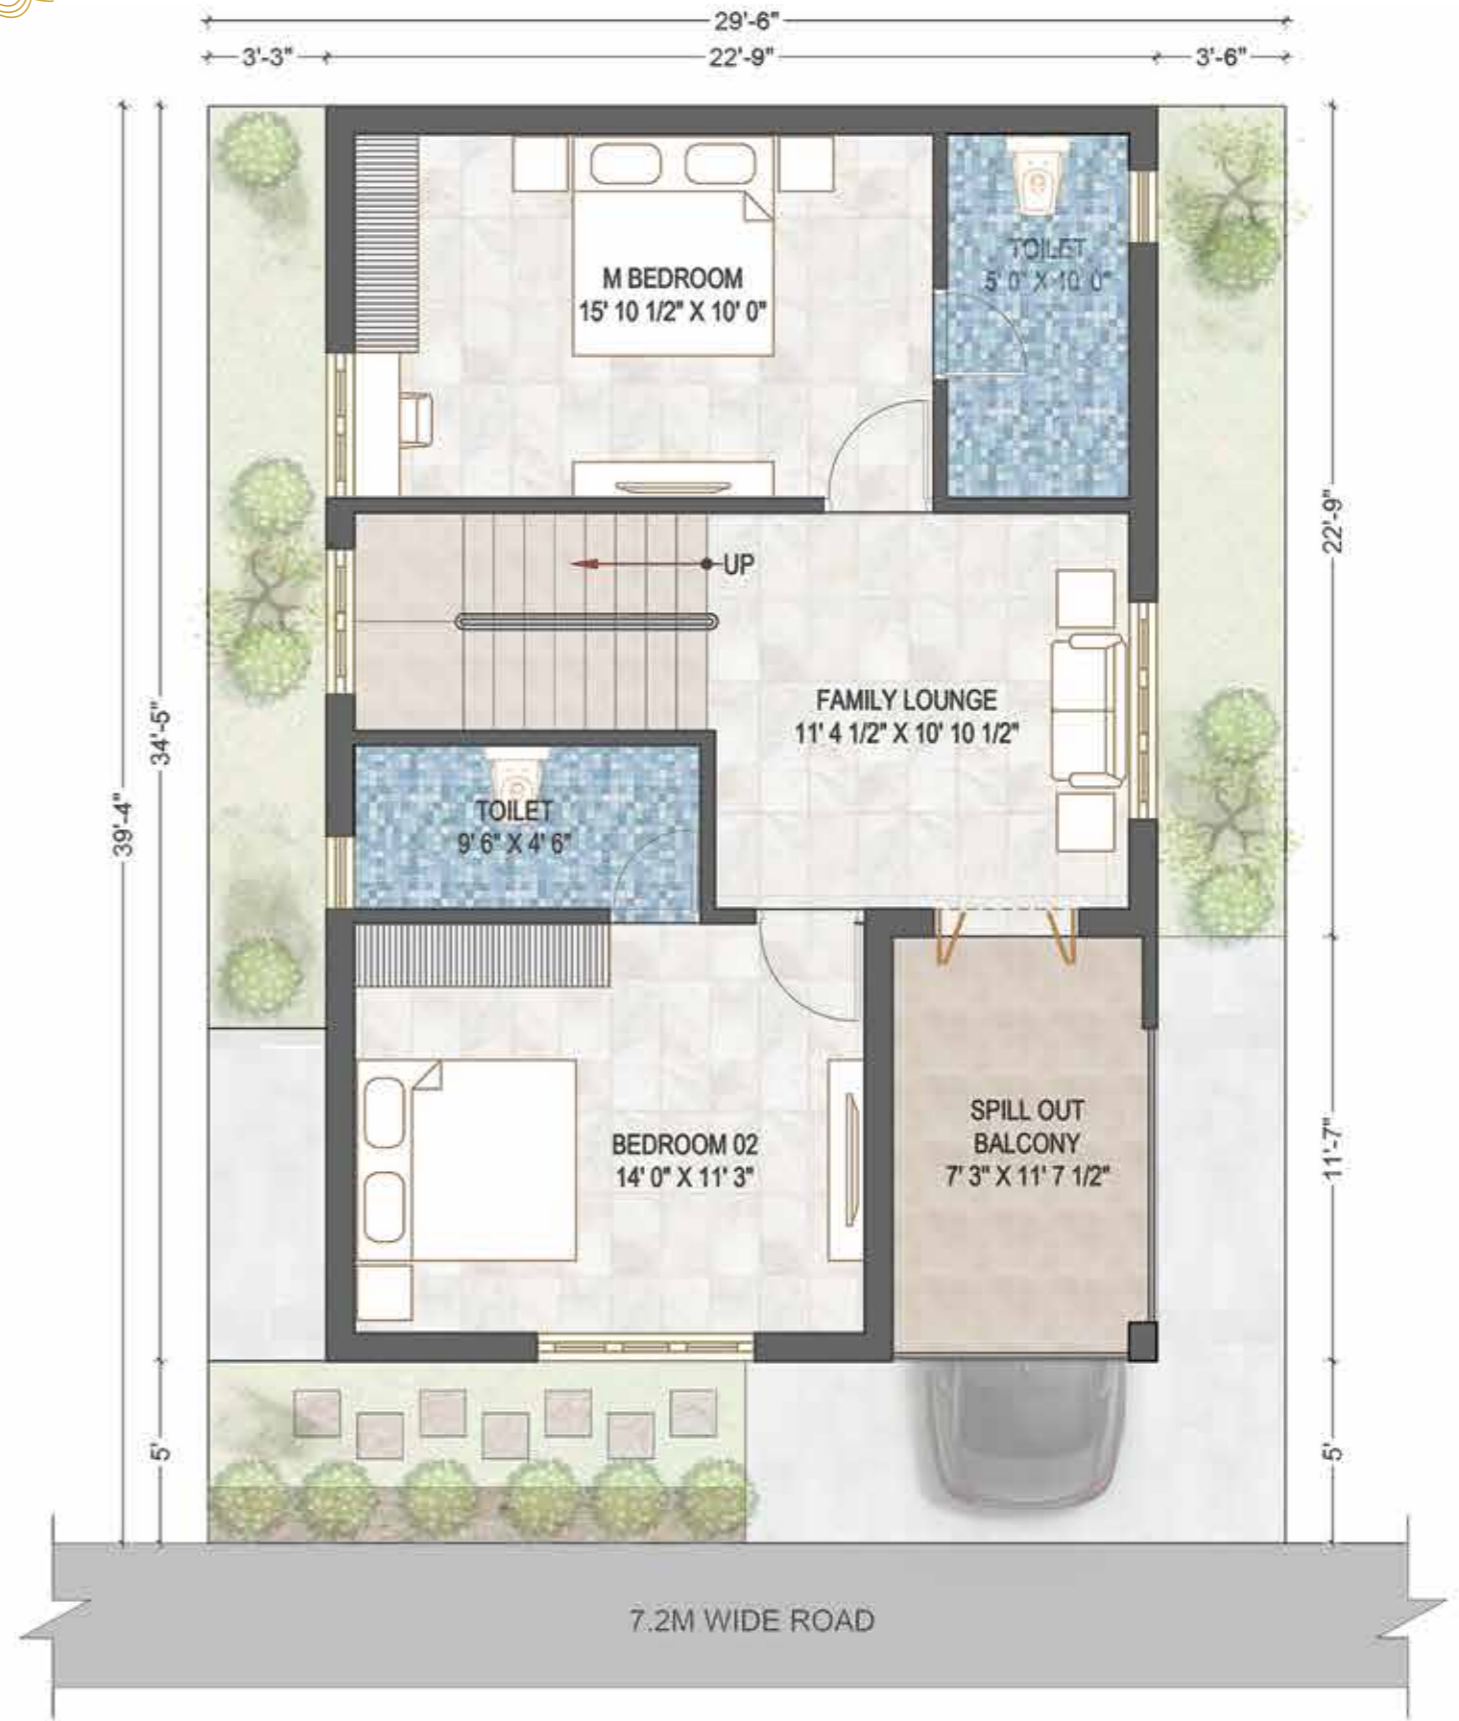 29'-6"
3'-3"
22'-9"
3'-6"
TOILET
5' 0" X 10' 0"
M BEDROOM
15' 10 1/2" X 10' 0"
22'-9"
UP
FAMILY LOUNGE
11' 4 1/2" X 10' 10 1/2"
34'-5"
39'-4"
TOILET
9' 6" X 4' 6"
SPILL OUT
BALCONY
7' 3" X 11' 7 1/2"
BEDROOM 02
14' 0" X 11' 3"
11'-7"
5'
5'
7.2M WIDE ROAD